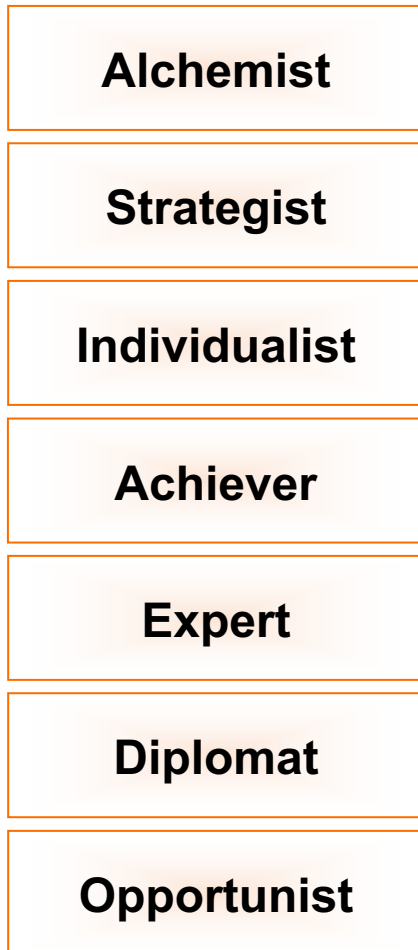 Alchemist
Strategist
Individualist
Achiever
Expert
Diplomat
Opportunist